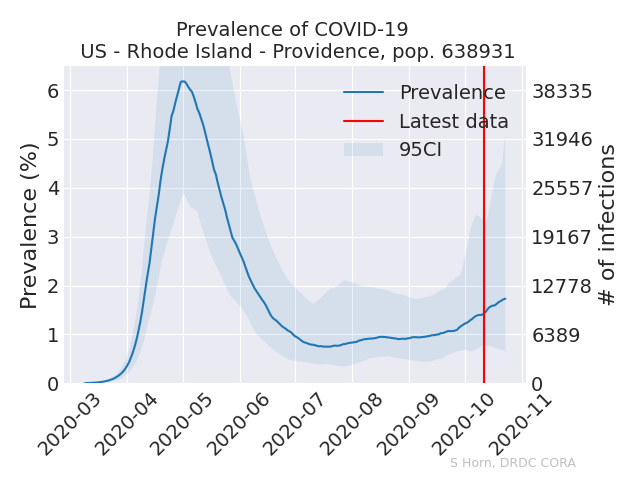 Prevalence of COVID-19
US - Rhode Island - Providence, pop. 638931
Prevalence
Latest data
95CI
Prevalence (%)
6
5
4
3
2
1
0
38335
31946
25557
19167
12778
6389
0
# of infections
2020-03
2020-04
2020-05
2020-06
2020-07
2020-08
2020-09
2020-10
2020-11
S Horn, DRDC CORA